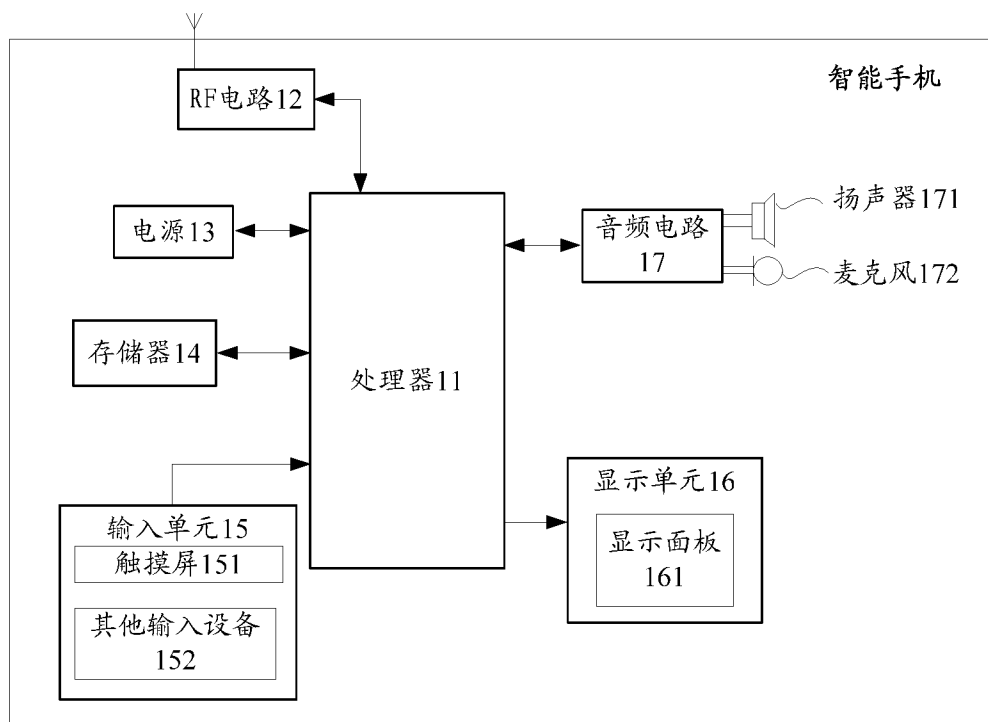 智能手机
RF电路12
电源13
存储器14
处理器11
音频电路
17
扬声器171
麦克风172
输入单元15
触摸屏151
其他输入设备
152
显示单元16
显示面板
161